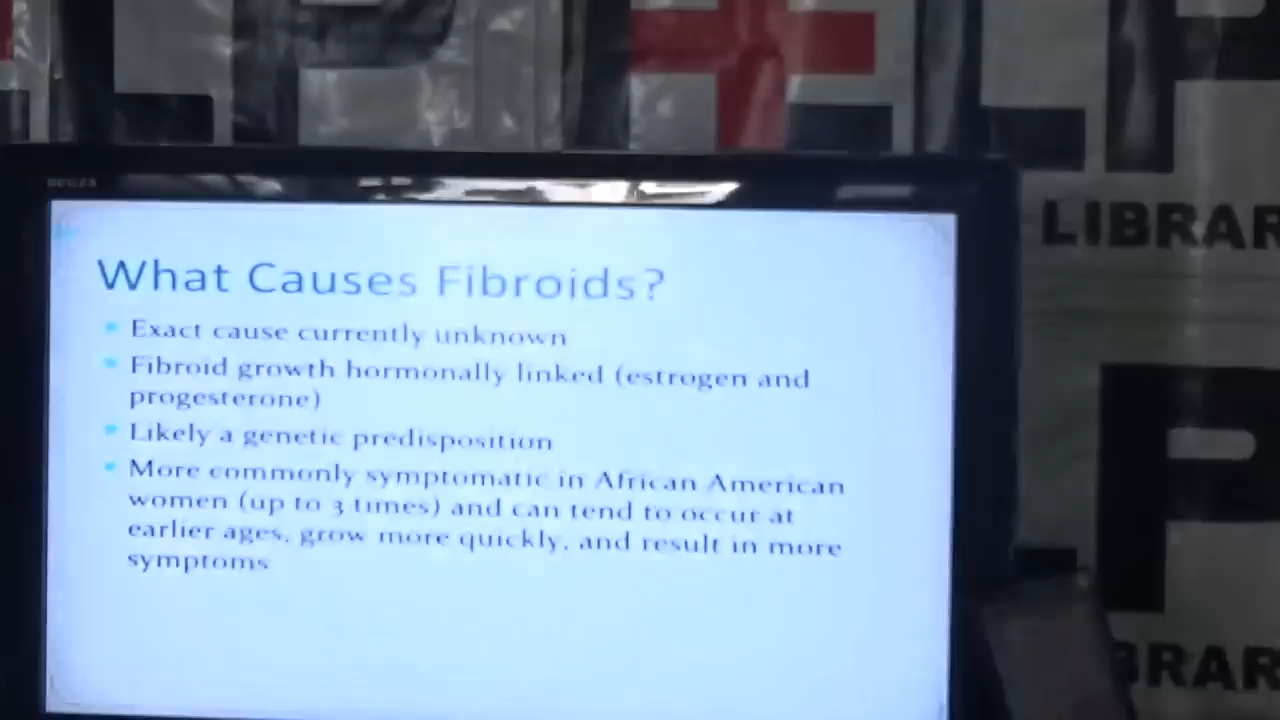 HELP
LIBRAR
What Causes Fibroids?
Exact cause currently unknown
Fibroid growth hormonally linked (estrogen and
progesterone)
Likely a genetic predisposition
More commonly symptomatic in African American
women (up to 3 times) and can tend to occur at
earlier ages, grow more quickly, and result in more
symptoms
P
BRAR